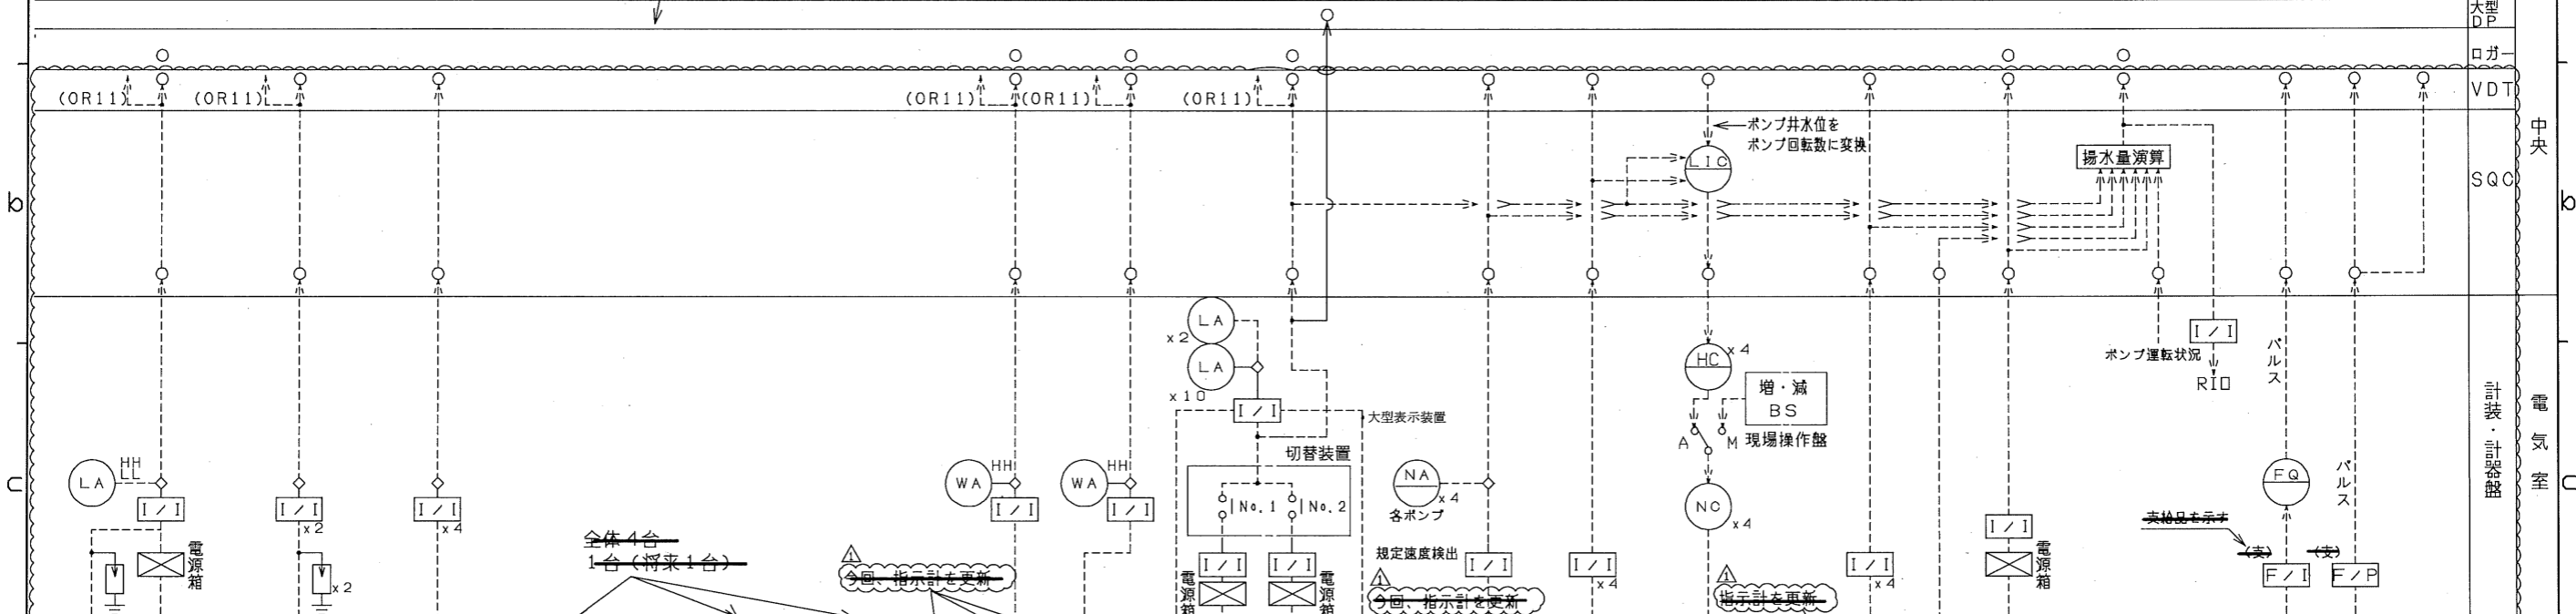 大型
DP
ロガー
(OR11)
(OR11)
(OR11)
(OR11)
(OR11)
VDT
ポンプ井水位を
ポンプ回転数に変換
中央
LIC
揚水量演算
SQC
b
b
LA
x2
LA
x10
I/I
大型表示装置
切替装置
No.1
No.2
HC
x4
増・減
BS
A
M
現場操作盤
ポンプ運転状況
I/I
RIO
パルス
計装・計器盤
電気室
C
C
LA
HH
LL
I/I
I/I
x2
I/I
x4
WA
HH
I/I
WA
HH
I/I
NA
x4
各ポンプ
NC
x4
FQ
パルス
支給品を示す
(支)
(支)
I/I
電源箱
電源箱
x2
全体4台
1台(将来1台)
1
今回、指示計を更新
I/I
I/I
電源箱
電源箱
規定速度検出
I/I
1
今回、指示計を更新
I/I
x4
1
指示計を更新
I/I
x4
F/I
F/P